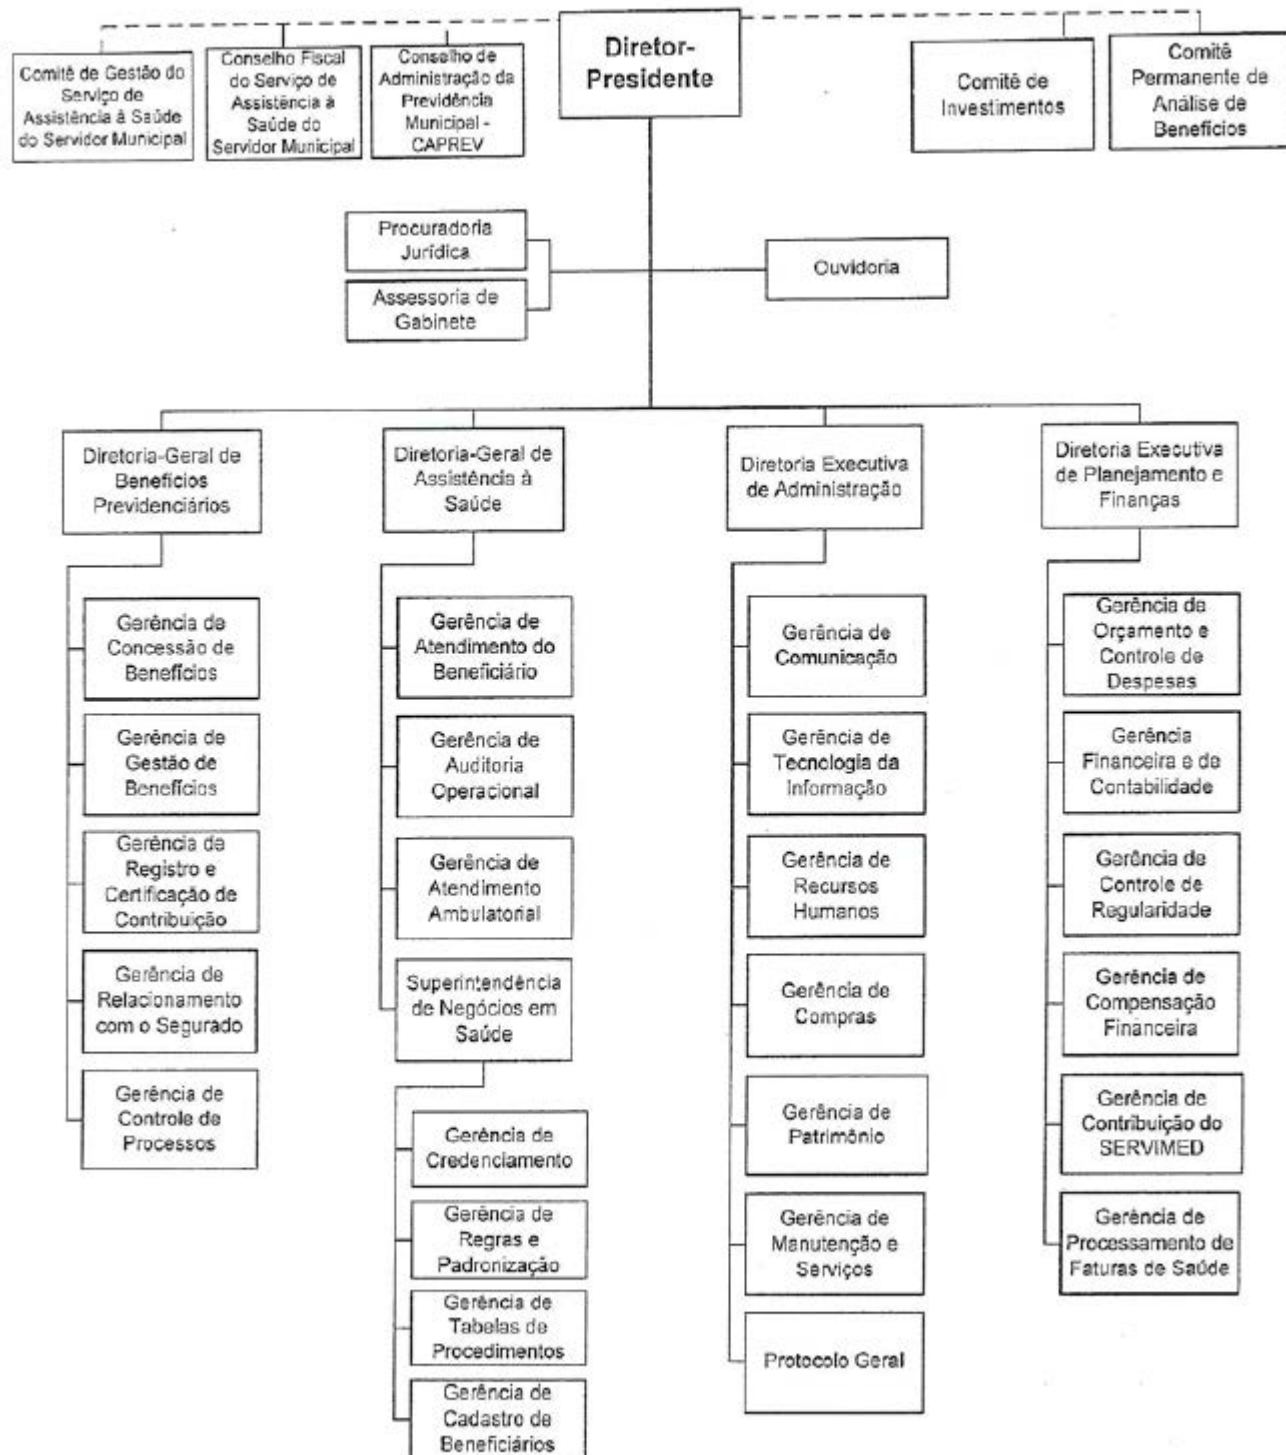 Diretor-
Presidente
Comitê de Gestão do
Serviço de
Assistência à Saúde
do Servidor Municipal
Conselho Fiscal
do Serviço de
Assistência à
Saúde do
Servidor Municipal
Conselho de
Administração da
Previdência
Municipal -
CAPREV
Comitê de
Investimentos
Comitê
Permanente de
Análise de
Benefícios
Procuradoria
Jurídica
Assessoria de
Gabinete
Ouvidoria
Diretoria-Geral de
Benefícios
Previdenciários
Gerência de
Concessão de
Benefícios
Gerência de
Gestão de
Benefícios
Gerência de
Registro e
Certificação de
Contribuição
Gerência de
Relacionamento
com o Segurado
Gerência de
Controle de
Processos
Diretoria-Geral de
Assistência à
Saúde
Gerência de
Atendimento do
Beneficiário
Gerência de
Auditoria
Operacional
Gerência de
Atendimento
Ambulatorial
Superintendência
de Negócios em
Saúde
Gerência de
Credenciamento
Gerência de
Regras e
Padronização
Gerência de
Tabelas de
Procedimentos
Gerência de
Cadastro de
Beneficiários
Diretoria Executiva
de Administração
Gerência de
Comunicação
Gerência de
Tecnologia da
Informação
Gerência de
Recursos
Humanos
Gerência de
Compras
Gerência de
Patrimônio
Gerência de
Manutenção e
Serviços
Protocolo Geral
Diretoria Executiva
de Planejamento e
Finanças
Gerência de
Orçamento e
Controle de
Despesas
Gerência
Financeira e de
Contabilidade
Gerência de
Controle de
Regularidade
Gerência de
Compensação
Financeira
Gerência de
Contribuição do
SERVIMED
Gerência de
Processamento de
Faturas de Saúde